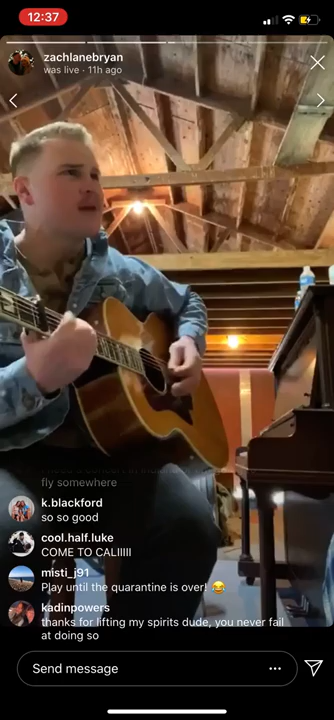 12:37
zachlanebryan
was live · 11h ago
fly somewhere
k.blackford
so so good
cool.half.luke
COME TO CALIIIII
misti_j91
Play until the quarantine is over! 😂
kadinpowers
thanks for lifting my spirits dude, you never fail
at doing so
Send message